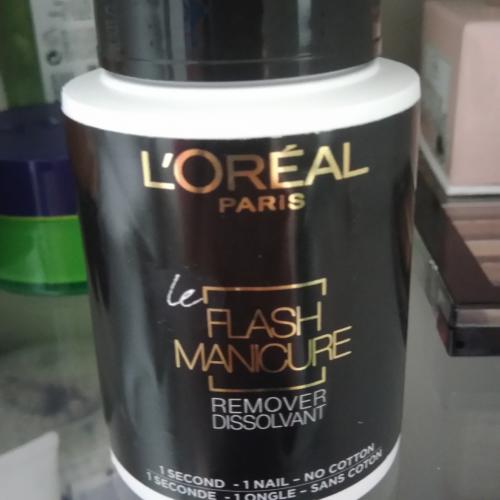 L'ORÉAL
PARIS
le
FLASH
MANICURE
REMOVER
DISSOLVANT
1 SECOND - 1 NAIL - NO COTTON
1 SECONDE - 1 ONGLE - SANS COTON